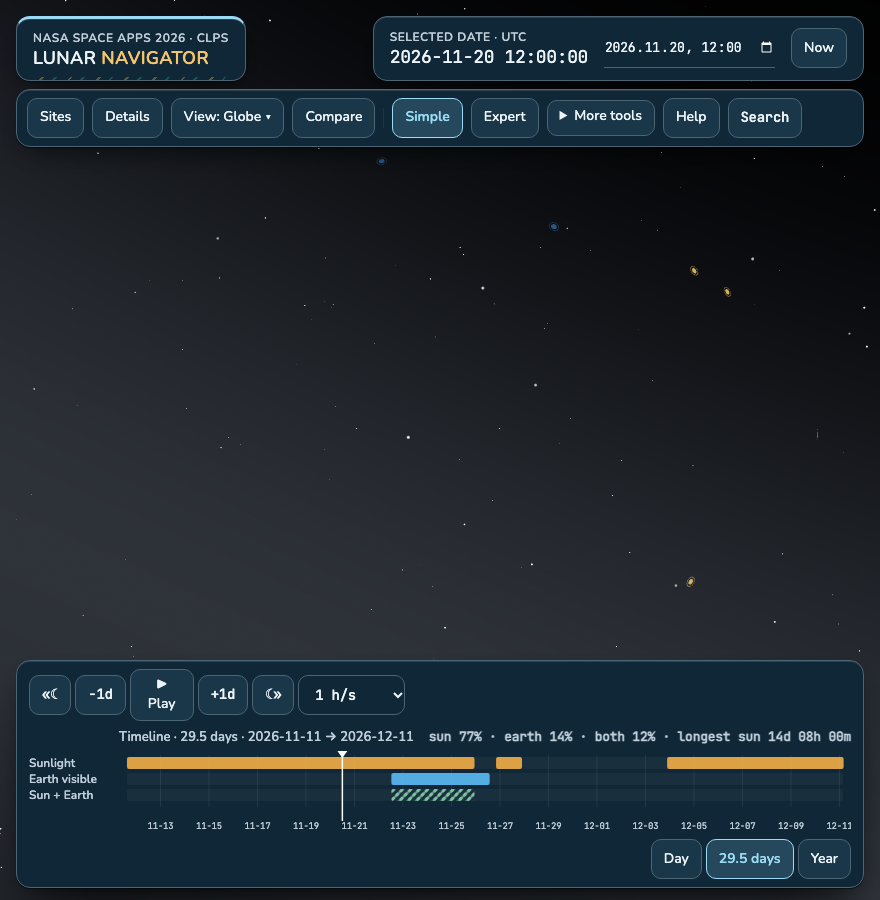 NASA SPACE APPS 2026 · CLPS
LUNAR NAVIGATOR
SELECTED DATE · UTC
2026-11-20 12:00:00
2026.11.20, 12:00
Now
Sites
Details
View: Globe ▾
Compare
Simple
Expert
▶ More tools
Help
Search
«☾
-1d
▶
Play
+1d
☾»
1 h/s
Timeline · 29.5 days · 2026-11-11 → 2026-12-11 sun 77% · earth 14% · both 12% · longest sun 14d 08h 00m
Sunlight
Earth visible
Sun + Earth
11-13 11-15 11-17 11-19 11-21 11-23 11-25 11-27 11-29 12-01 12-03 12-05 12-07 12-09 12-11
Day
29.5 days
Year